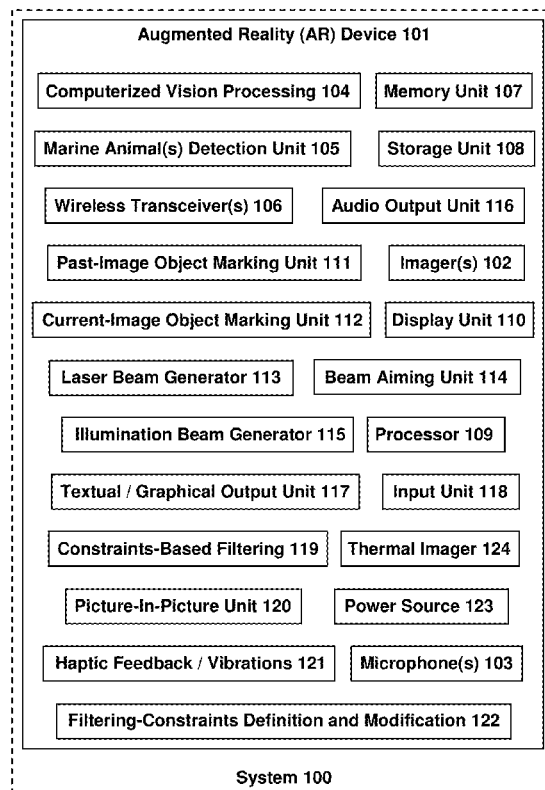 Augmented Reality (AR) Device 101
Computerized Vision Processing 104 Memory Unit 107
Marine Animal(s) Detection Unit 105 Storage Unit 108
Wireless Transceiver(s) 106 Audio Output Unit 116
Past-Image Object Marking Unit 111 Imager(s) 102
Current-Image Object Marking Unit 112 Display Unit 110
Laser Beam Generator 113 Beam Aiming Unit 114
Illumination Beam Generator 115 Processor 109
Textual / Graphical Output Unit 117 Input Unit 118
Constraints-Based Filtering 119 Thermal Imager 124
Picture-In-Picture Unit 120 Power Source 123
Haptic Feedback / Vibrations 121 Microphone(s) 103
Filtering-Constraints Definition and Modification 122
System 100